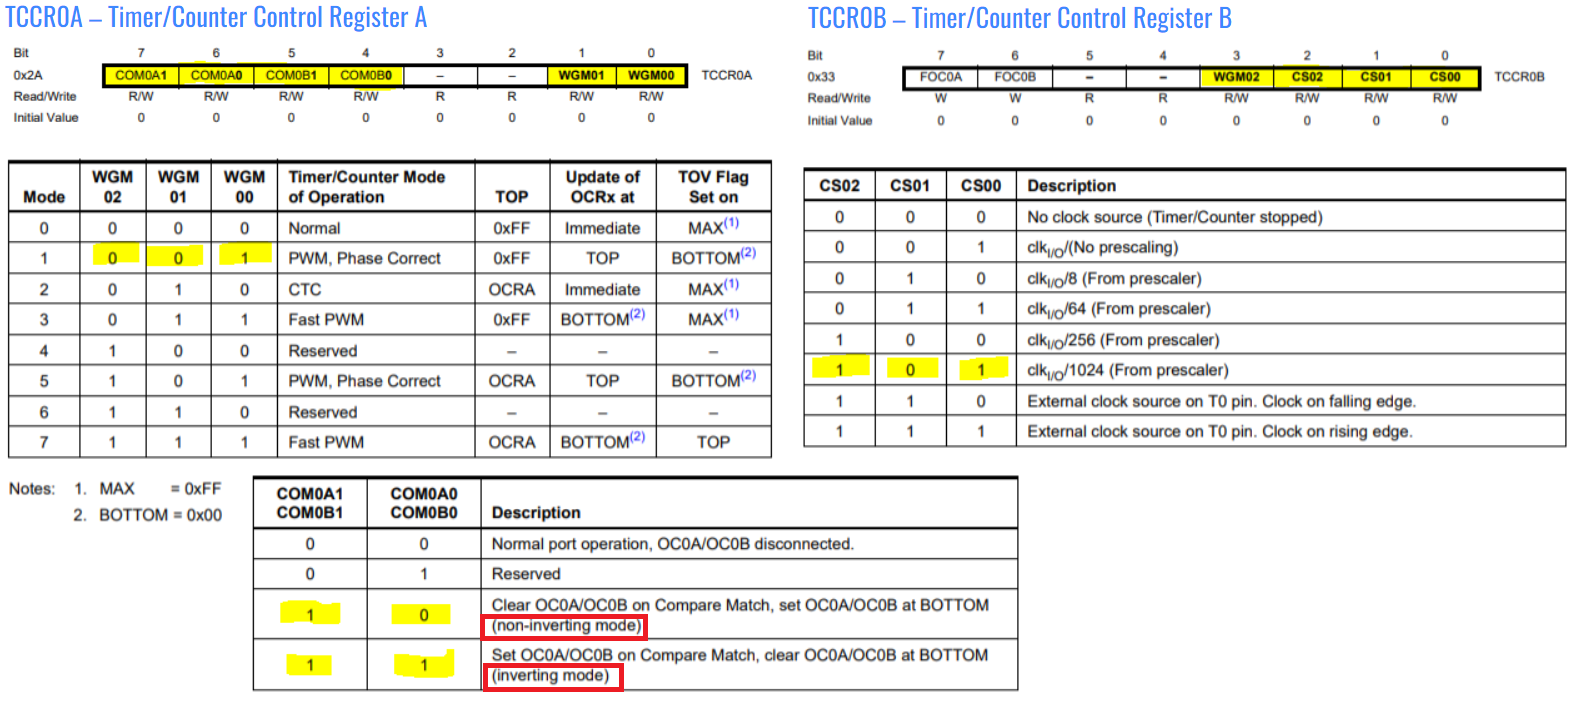 TCCR0A – Timer/Counter Control Register A
Bit 7 6 5 4 3 2 1 0
0x2A COM0A1 COM0A0 COM0B1 COM0B0 – – WGM01 WGM00 TCCR0A
Read/Write R/W R/W R/W R/W R R R/W R/W
Initial Value 0 0 0 0 0 0 0 0
TCCR0B – Timer/Counter Control Register B
Bit 7 6 5 4 3 2 1 0
0x33 FOC0A FOC0B – – WGM02 CS02 CS01 CS00 TCCR0B
Read/Write W W R R R/W R/W R/W R/W
Initial Value 0 0 0 0 0 0 0 0
WGM WGM WGM Timer/Counter Mode Update of TOV Flag
Mode 02 01 00 of Operation TOP OCRx at Set on
0 0 0 0 Normal 0xFF Immediate MAX(1)
1 0 0 1 PWM, Phase Correct 0xFF TOP BOTTOM(2)
2 0 1 0 CTC OCRA Immediate MAX(1)
3 0 1 1 Fast PWM 0xFF BOTTOM(2) MAX(1)
4 1 0 0 Reserved – – –
5 1 0 1 PWM, Phase Correct OCRA TOP BOTTOM(2)
6 1 1 0 Reserved – – –
7 1 1 1 Fast PWM OCRA BOTTOM(2) TOP
Notes: 1. MAX = 0xFF
2. BOTTOM = 0x00
CS02 CS01 CS00 Description
0 0 0 No clock source (Timer/Counter stopped)
0 0 1 clkI/O/(No prescaling)
0 1 0 clkI/O/8 (From prescaler)
0 1 1 clkI/O/64 (From prescaler)
1 0 0 clkI/O/256 (From prescaler)
1 0 1 clkI/O/1024 (From prescaler)
1 1 0 External clock source on T0 pin. Clock on falling edge.
1 1 1 External clock source on T0 pin. Clock on rising edge.
COM0A1 COM0A0
COM0B1 COM0B0 Description
0 0 Normal port operation, OC0A/OC0B disconnected.
0 1 Reserved
1 0 Clear OC0A/OC0B on Compare Match, set OC0A/OC0B at BOTTOM
(non-inverting mode)
1 1 Set OC0A/OC0B on Compare Match, clear OC0A/OC0B at BOTTOM
(inverting mode)